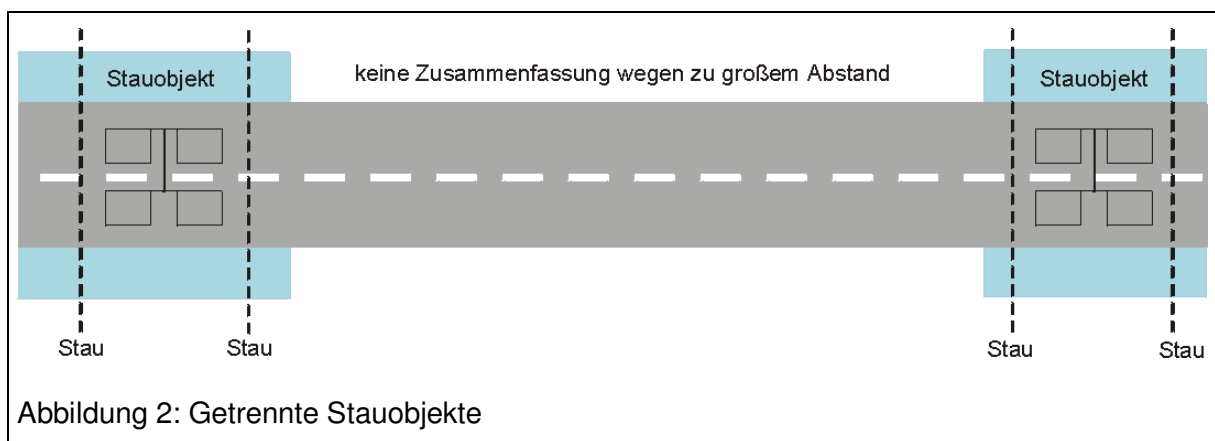 Stauobjekt
keine Zusammenfassung wegen zu großem Abstand
Stauobjekt
Stau
Stau
Stau
Stau
Abbildung 2: Getrennte Stauobjekte